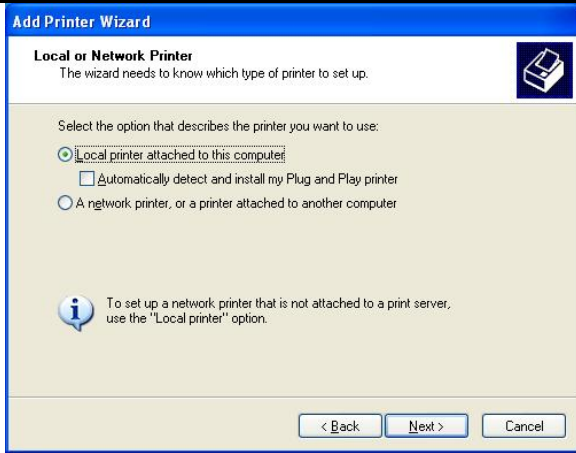 Add Printer Wizard
Local or Network Printer
The wizard needs to know which type of printer to set up.
Select the option that describes the printer you want to use:
Local printer attached to this computer
Automatically detect and install my Plug and Play printer
A network printer, or a printer attached to another computer
To set up a network printer that is not attached to a print server,
use the "Local printer" option.
< Back
Next >
Cancel